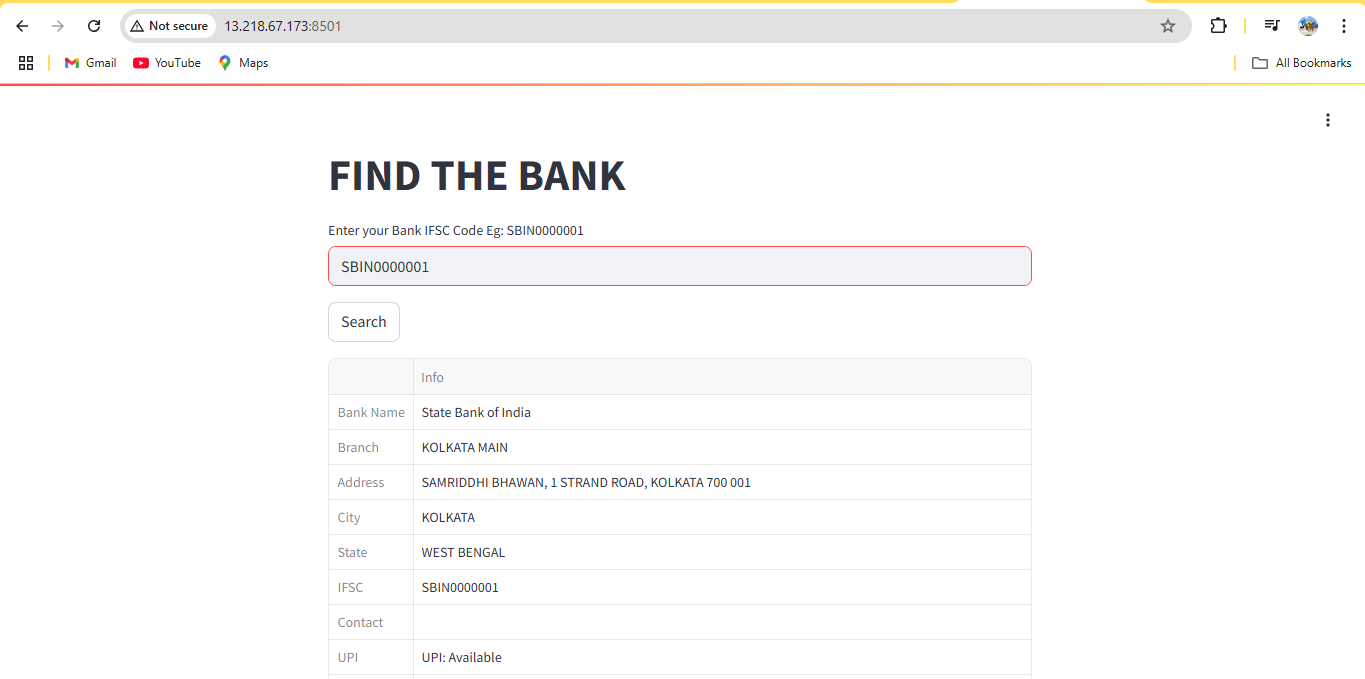 Not secure 13.218.67.173:8501
Gmail YouTube Maps All Bookmarks
FIND THE BANK
Enter your Bank IFSC Code Eg: SBIN0000001
SBIN0000001
Search
Info
Bank Name State Bank of India
Branch KOLKATA MAIN
Address SAMRIDDHI BHAWAN, 1 STRAND ROAD, KOLKATA 700 001
City KOLKATA
State WEST BENGAL
IFSC SBIN0000001
Contact
UPI UPI: Available